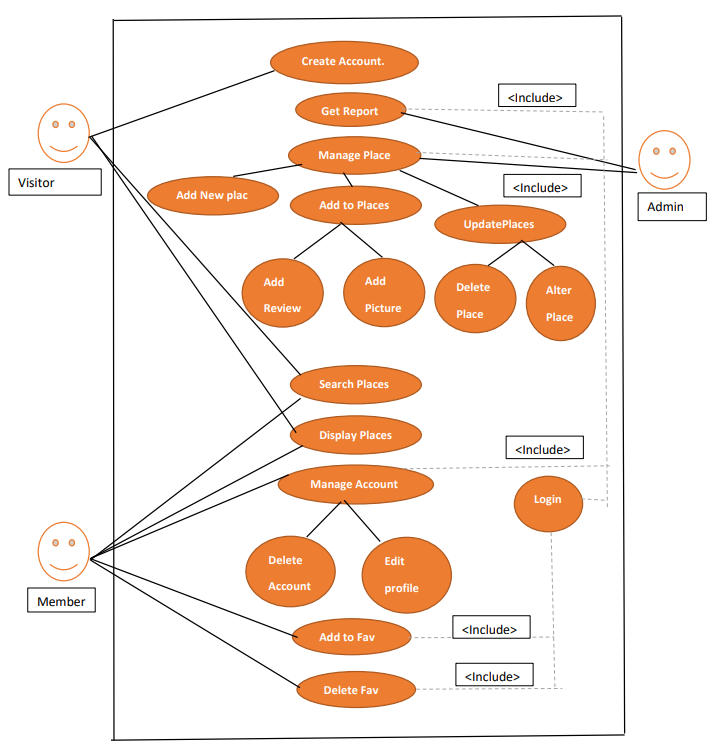 Create Account.
<Include>
Get Report
Manage Place
Visitor
<Include>
Add New plac
Add to Places
Admin
UpdatePlaces
Add
Review
Add
Picture
Delete
Place
Alter
Place
Search Places
Display Places
<Include>
Manage Account
Login
Delete
Account
Edit
profile
Member
<Include>
Add to Fav
<Include>
Delete Fav